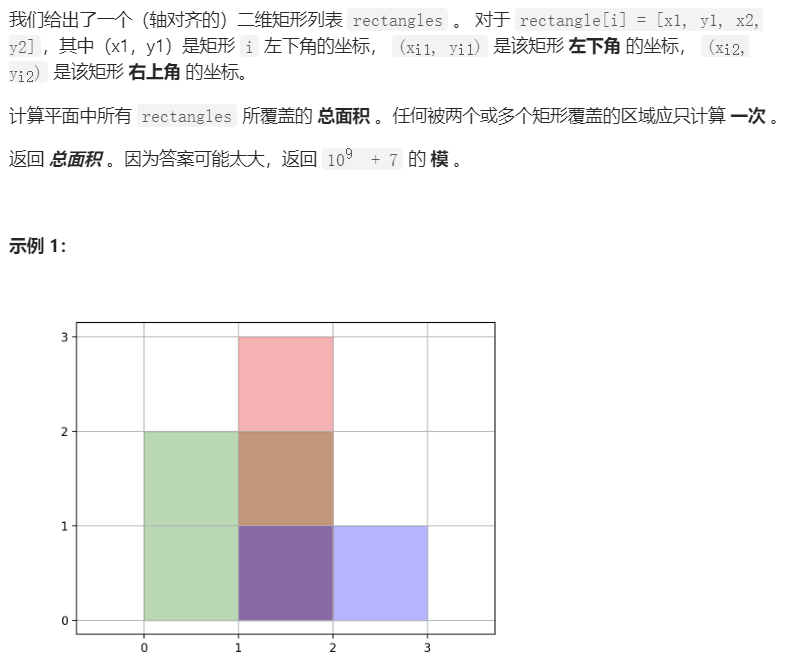 我们给出了一个（轴对齐的）二维矩形列表 rectangles 。 对于 rectangle[i] = [x1, y1, x2,
y2]，其中（x1，y1）是矩形 i 左下角的坐标， (xi1, yi1) 是该矩形 左下角 的坐标， (xi2,
yi2) 是该矩形 右上角 的坐标。
计算平面中所有 rectangles 所覆盖的 总面积 。任何被两个或多个矩形覆盖的区域应只计算 一次 。
返回 总面积 。因为答案可能太大，返回 10⁹ + 7 的 模 。
示例 1：
3
2
1
0
0 1 2 3